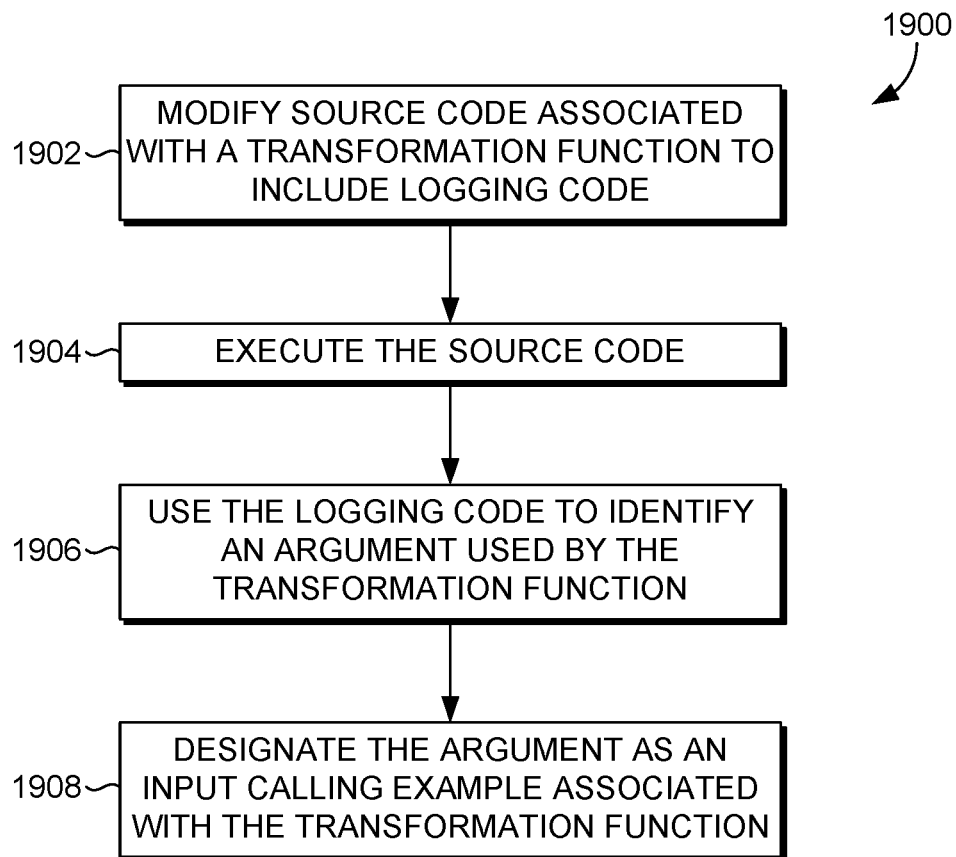 1900
MODIFY SOURCE CODE ASSOCIATED
WITH A TRANSFORMATION FUNCTION TO
INCLUDE LOGGING CODE
1902
EXECUTE THE SOURCE CODE
1904
USE THE LOGGING CODE TO IDENTIFY
AN ARGUMENT USED BY THE
TRANSFORMATION FUNCTION
1906
DESIGNATE THE ARGUMENT AS AN
INPUT CALLING EXAMPLE ASSOCIATED
WITH THE TRANSFORMATION FUNCTION
1908